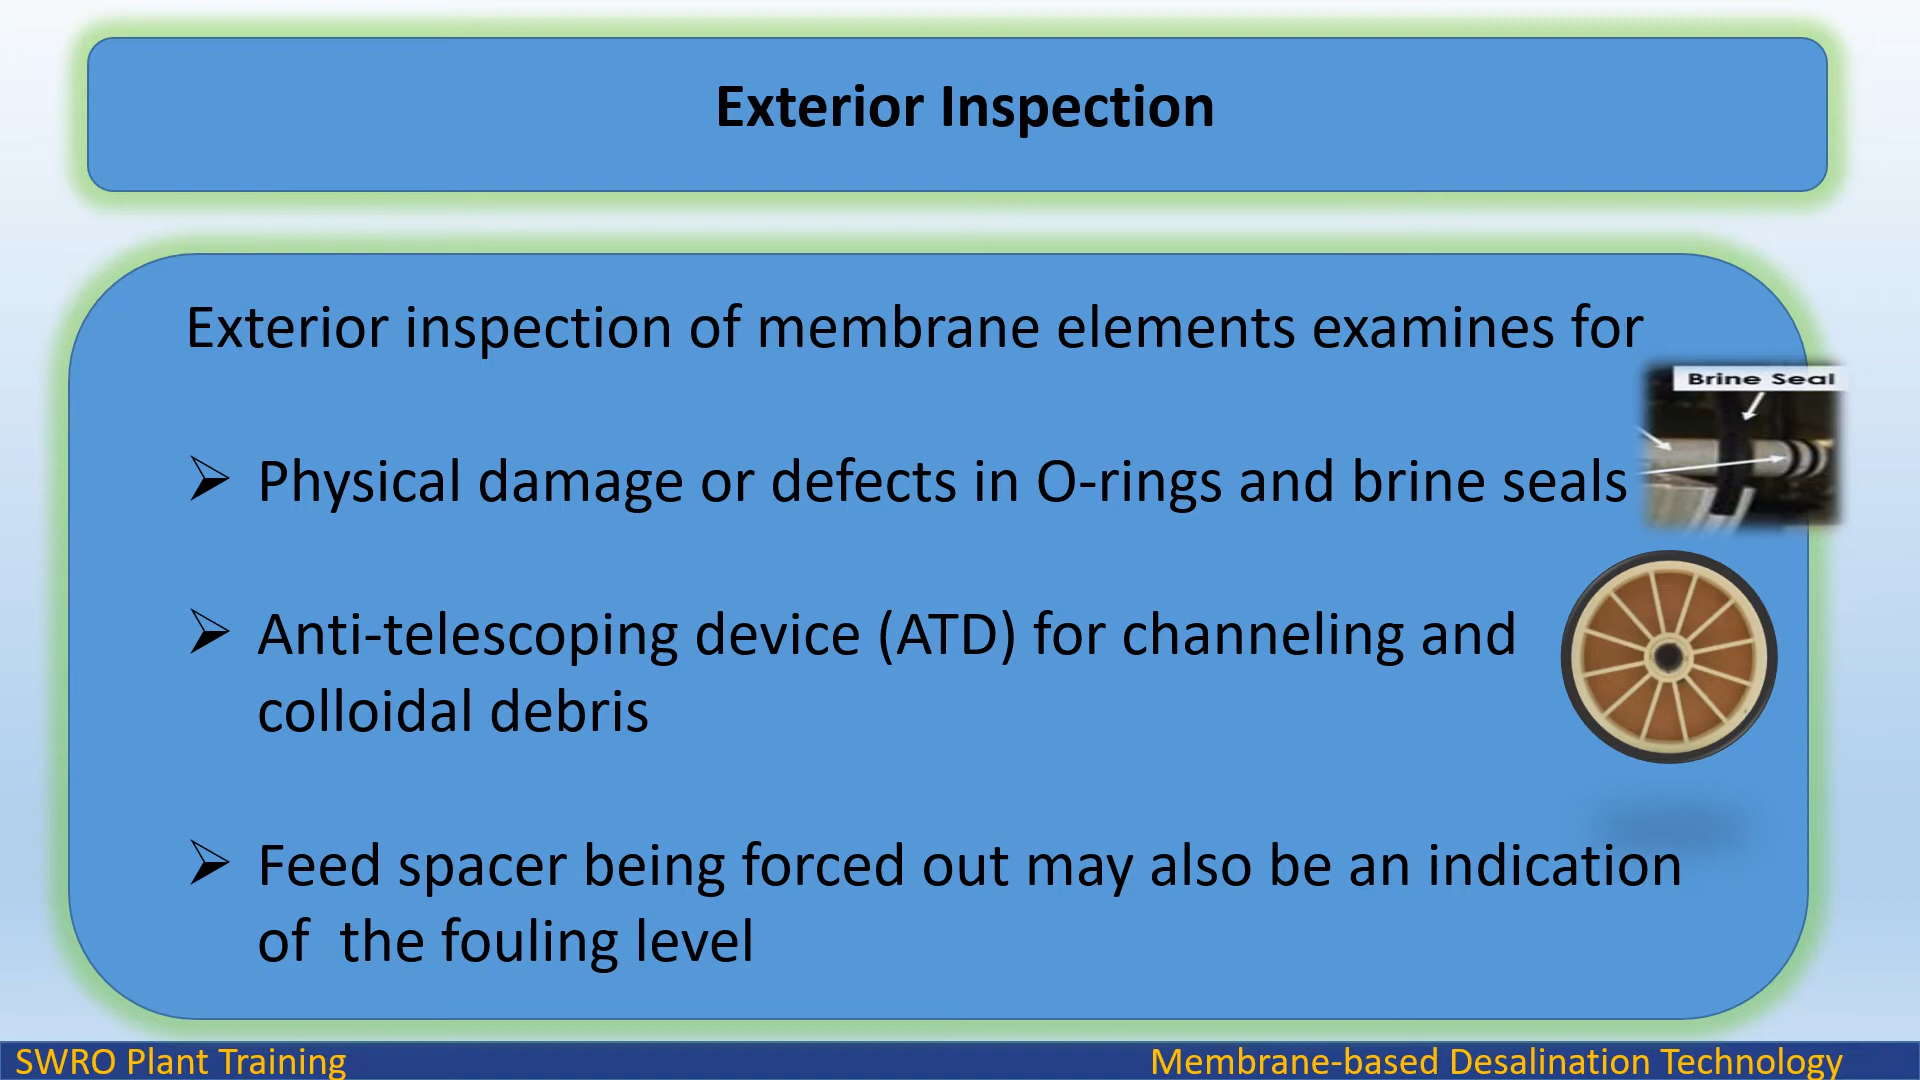 Exterior Inspection
Exterior inspection of membrane elements examines for
Brine Seal
➢ Physical damage or defects in O-rings and brine seals
➢ Anti-telescoping device (ATD) for channeling and
colloidal debris
➢ Feed spacer being forced out may also be an indication
of  the fouling level
SWRO Plant Training
Membrane-based Desalination Technology